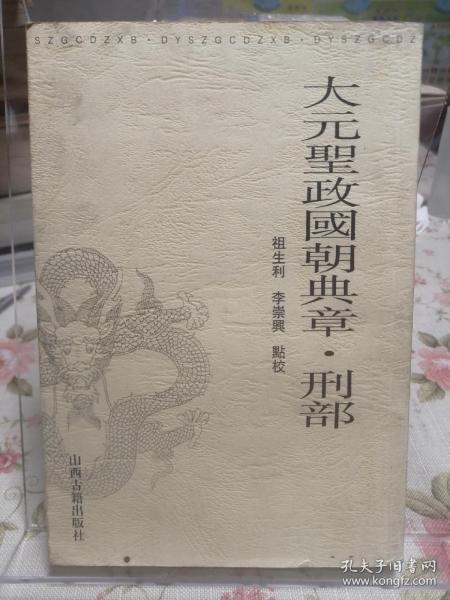 SZGCDZXB·DYSZGCDZXB·DYSZGCDZ
大元聖政國朝典章·刑部
祖生利 李崇興 點校
山西古籍出版社
孔夫子旧书网
www.kongfz.com